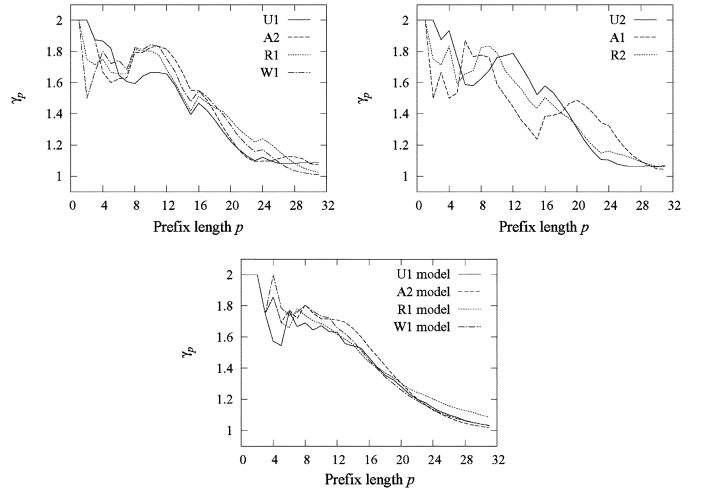 2
1.8
1.6
1.4
1.2
1
γp
0 4 8 12 16 20 24 28 32
Prefix length p
U1
A2
R1
W1
2
1.8
1.6
1.4
1.2
1
γp
0 4 8 12 16 20 24 28 32
Prefix length p
U2
A1
R2
2
1.8
1.6
1.4
1.2
1
γp
0 4 8 12 16 20 24 28 32
Prefix length p
U1 model
A2 model
R1 model
W1 model